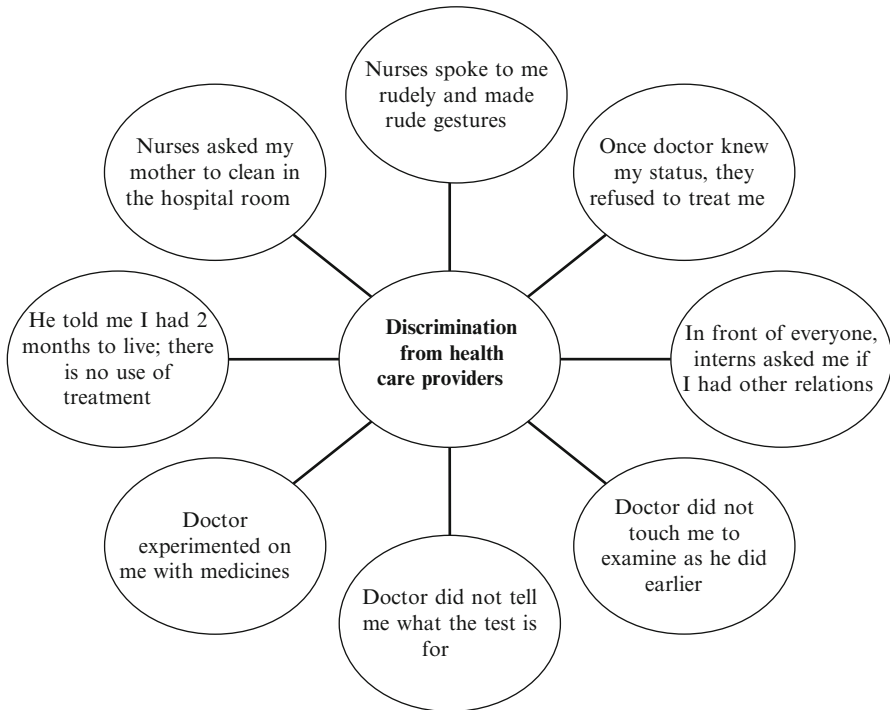 Nurses spoke to me
rudely and made
rude gestures
Nurses asked my
mother to clean in
the hospital room
Once doctor knew
my status, they
refused to treat me
He told me I had 2
months to live; there
is no use of
treatment
Discrimination
from health
care providers
In front of everyone,
interns asked me if
I had other relations
Doctor
experimented on
me with medicines
Doctor did not
touch me to
examine as he did
earlier
Doctor did not tell
me what the test is
for